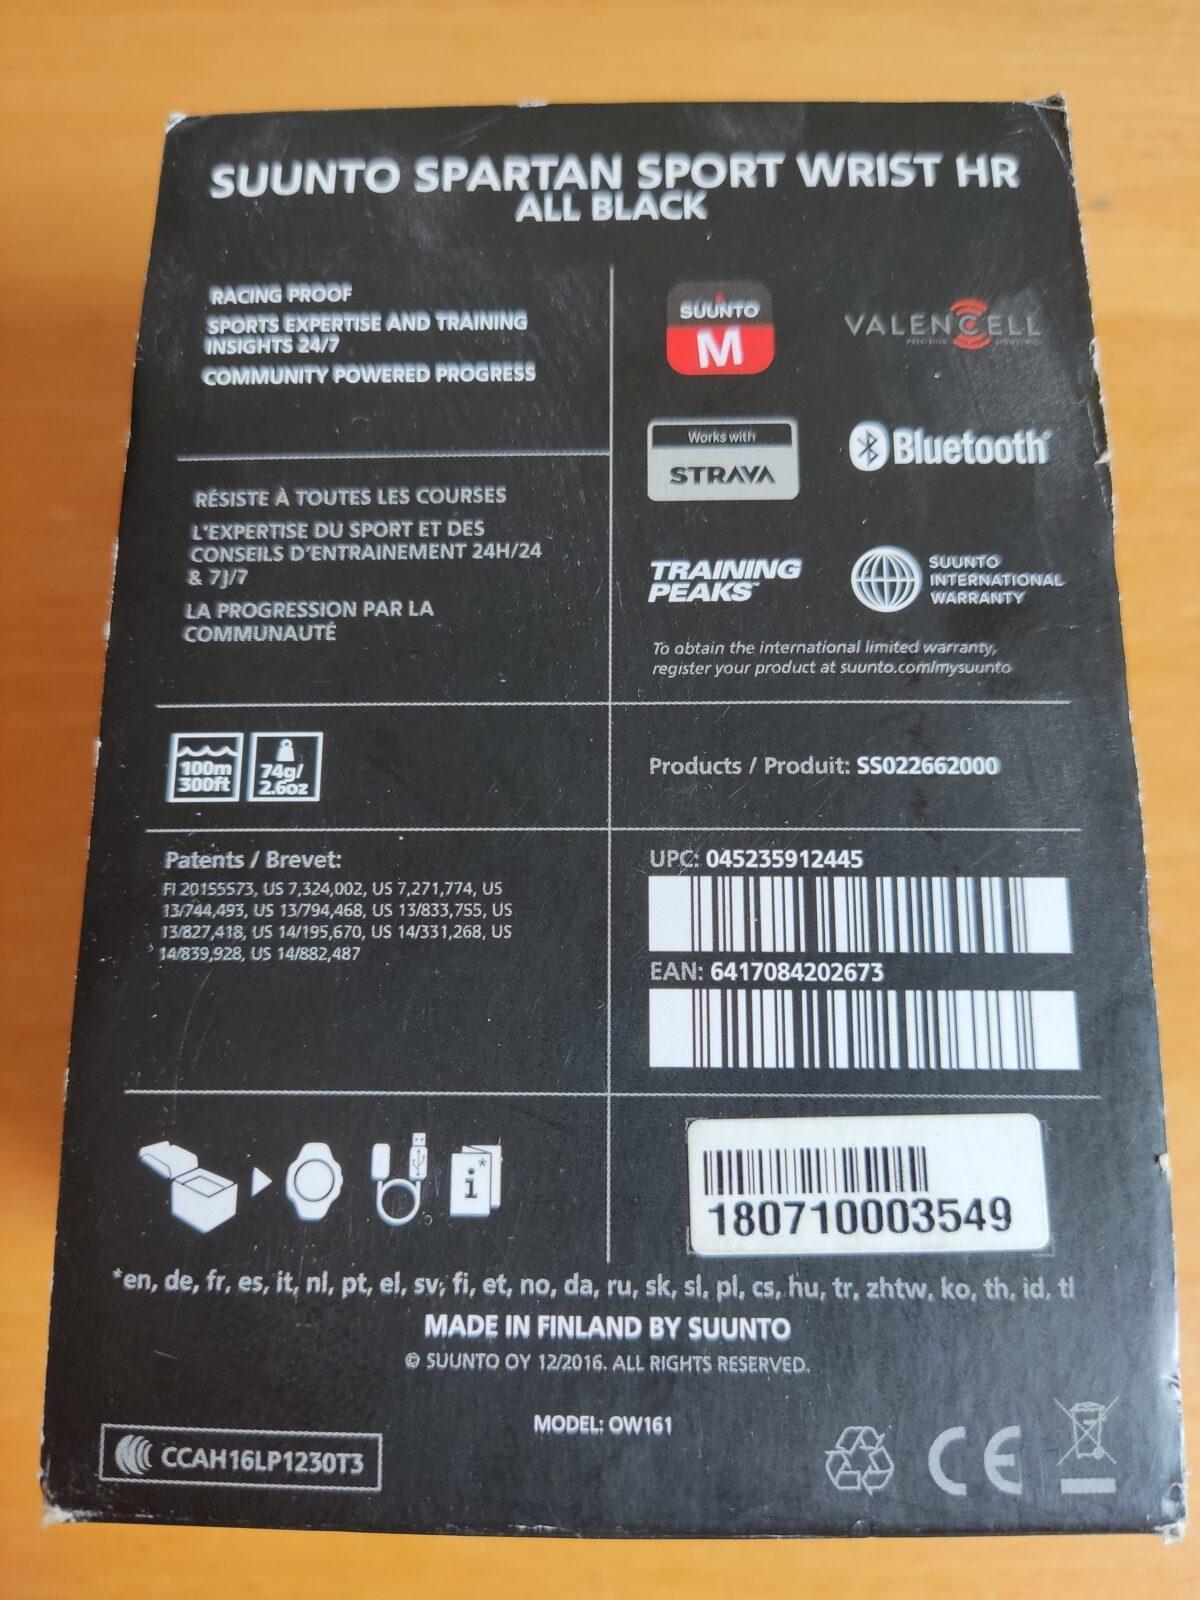 SUUNTO SPARTAN SPORT WRIST HR
ALL BLACK
RACING PROOF
SPORTS EXPERTISE AND TRAINING
INSIGHTS 24/7
COMMUNITY POWERED PROGRESS
RÉSISTE À TOUTES LES COURSES
L'EXPERTISE DU SPORT ET DES
CONSEILS D'ENTRAINEMENT 24H/24
& 7J/7
LA PROGRESSION PAR LA
COMMUNAUTÉ
SUUNTO
M
VALENCELL
PRECISION BIOMETRICS
Works with
STRAVA
Bluetooth®
TRAINING
PEAKS™
SUUNTO
INTERNATIONAL
WARRANTY
To obtain the international limited warranty,
register your product at suunto.com/mysuunto
100m
300ft
74g/
2.6oz
Products / Produit: SS022662000
Patents / Brevet:
FI 20155573, US 7,324,002, US 7,271,774, US
13/744,493, US 13/794,468, US 13/833,755, US
13/827,418, US 14/195,670, US 14/331,268, US
14/839,928, US 14/882,487
UPC: 045235912445
EAN: 6417084202673
i*
180710003549
*en, de, fr, es, it, nl, pt, el, sv, fi, et, no, da, ru, sk, sl, pl, cs, hu, tr, zhtw, ko, th, id, tl
MADE IN FINLAND BY SUUNTO
© SUUNTO OY 12/2016. ALL RIGHTS RESERVED.
MODEL: OW161
CCAH16LP1230T3
CE